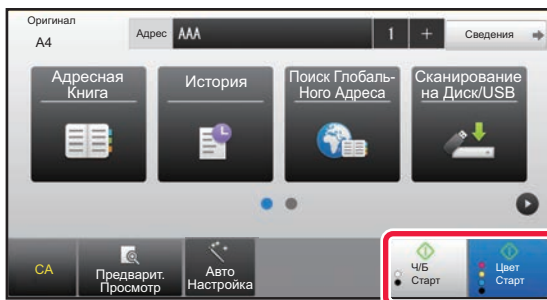 Оригинал
A4
Адрес AAA 1 + Сведения
Адресная
Книга
История
Поиск Глобаль-
Ного Адреса
Сканирование
на Диск/USB
CA
Предварит.
Просмотр
Авто
Настройка
Ч/Б
Старт
Цвет
Старт